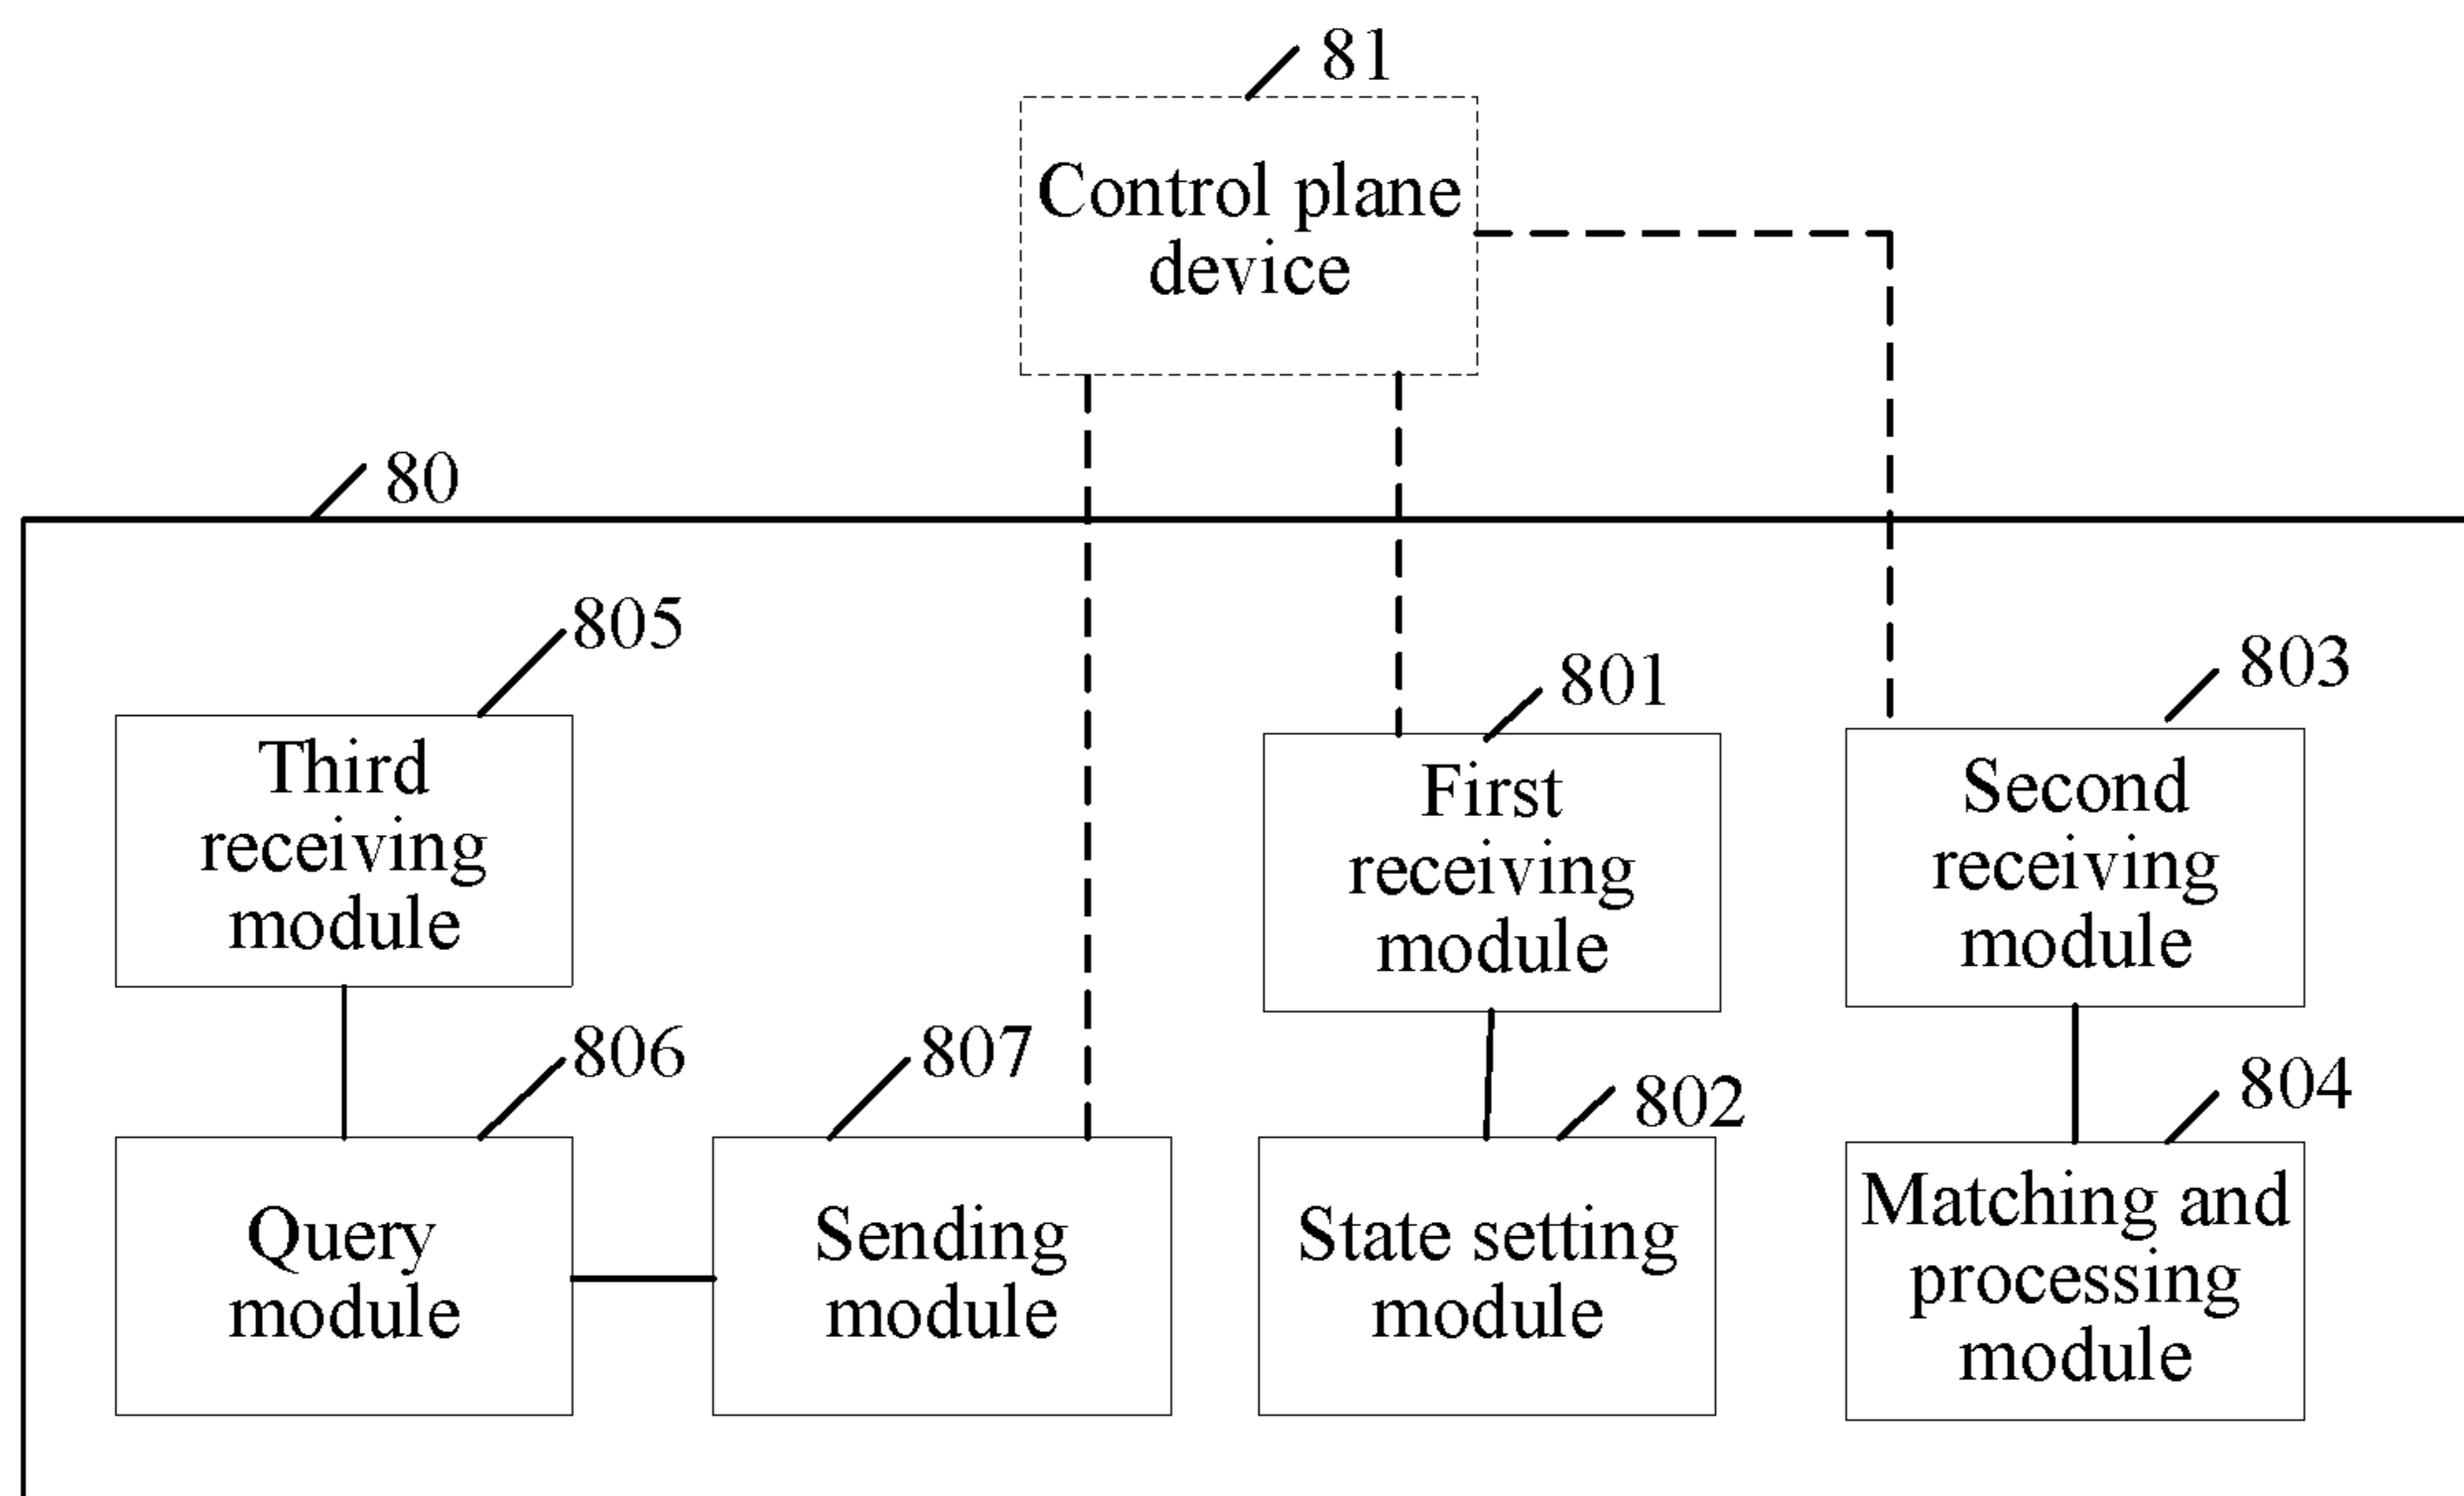 81
Control plane
device
80
805
Third
receiving
module
801
First
receiving
module
803
Second
receiving
module
806
Query
module
807
Sending
module
802
State setting
module
804
Matching and
processing
module